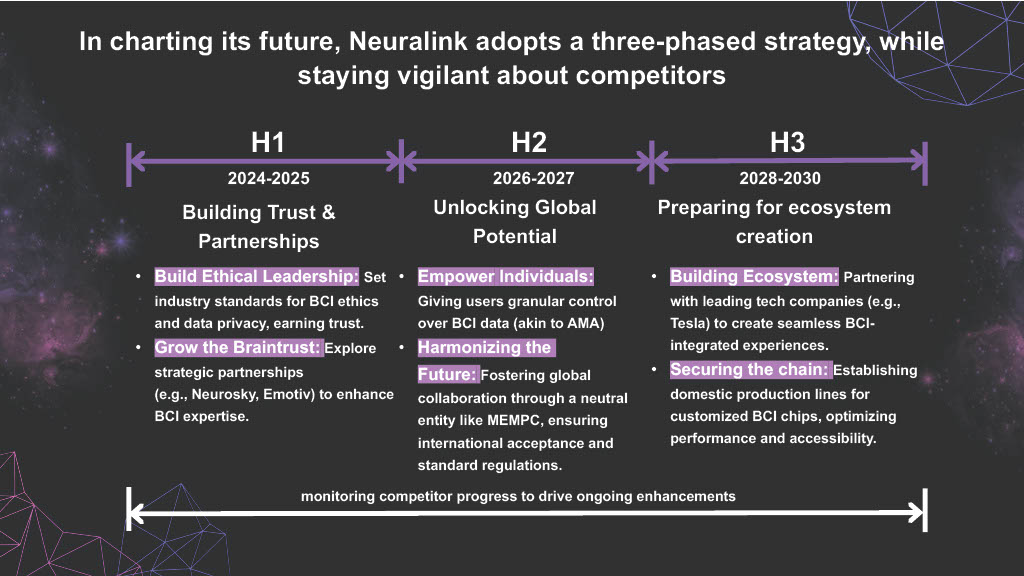 In charting its future, Neuralink adopts a three-phased strategy, while
staying vigilant about competitors
H1
2024-2025
Building Trust &
Partnerships
• Build Ethical Leadership: Set
industry standards for BCI ethics
and data privacy, earning trust.
• Grow the Braintrust: Explore
strategic partnerships
(e.g., Neurosky, Emotiv) to enhance
BCI expertise.
H2
2026-2027
Unlocking Global
Potential
• Empower Individuals:
Giving users granular control
over BCI data (akin to AMA)
• Harmonizing the
Future: Fostering global
collaboration through a neutral
entity like MEMPC, ensuring
international acceptance and
standard regulations.
H3
2028-2030
Preparing for ecosystem
creation
• Building Ecosystem: Partnering
with leading tech companies (e.g.,
Tesla) to create seamless BCI-
integrated experiences.
• Securing the chain: Establishing
domestic production lines for
customized BCI chips, optimizing
performance and accessibility.
monitoring competitor progress to drive ongoing enhancements